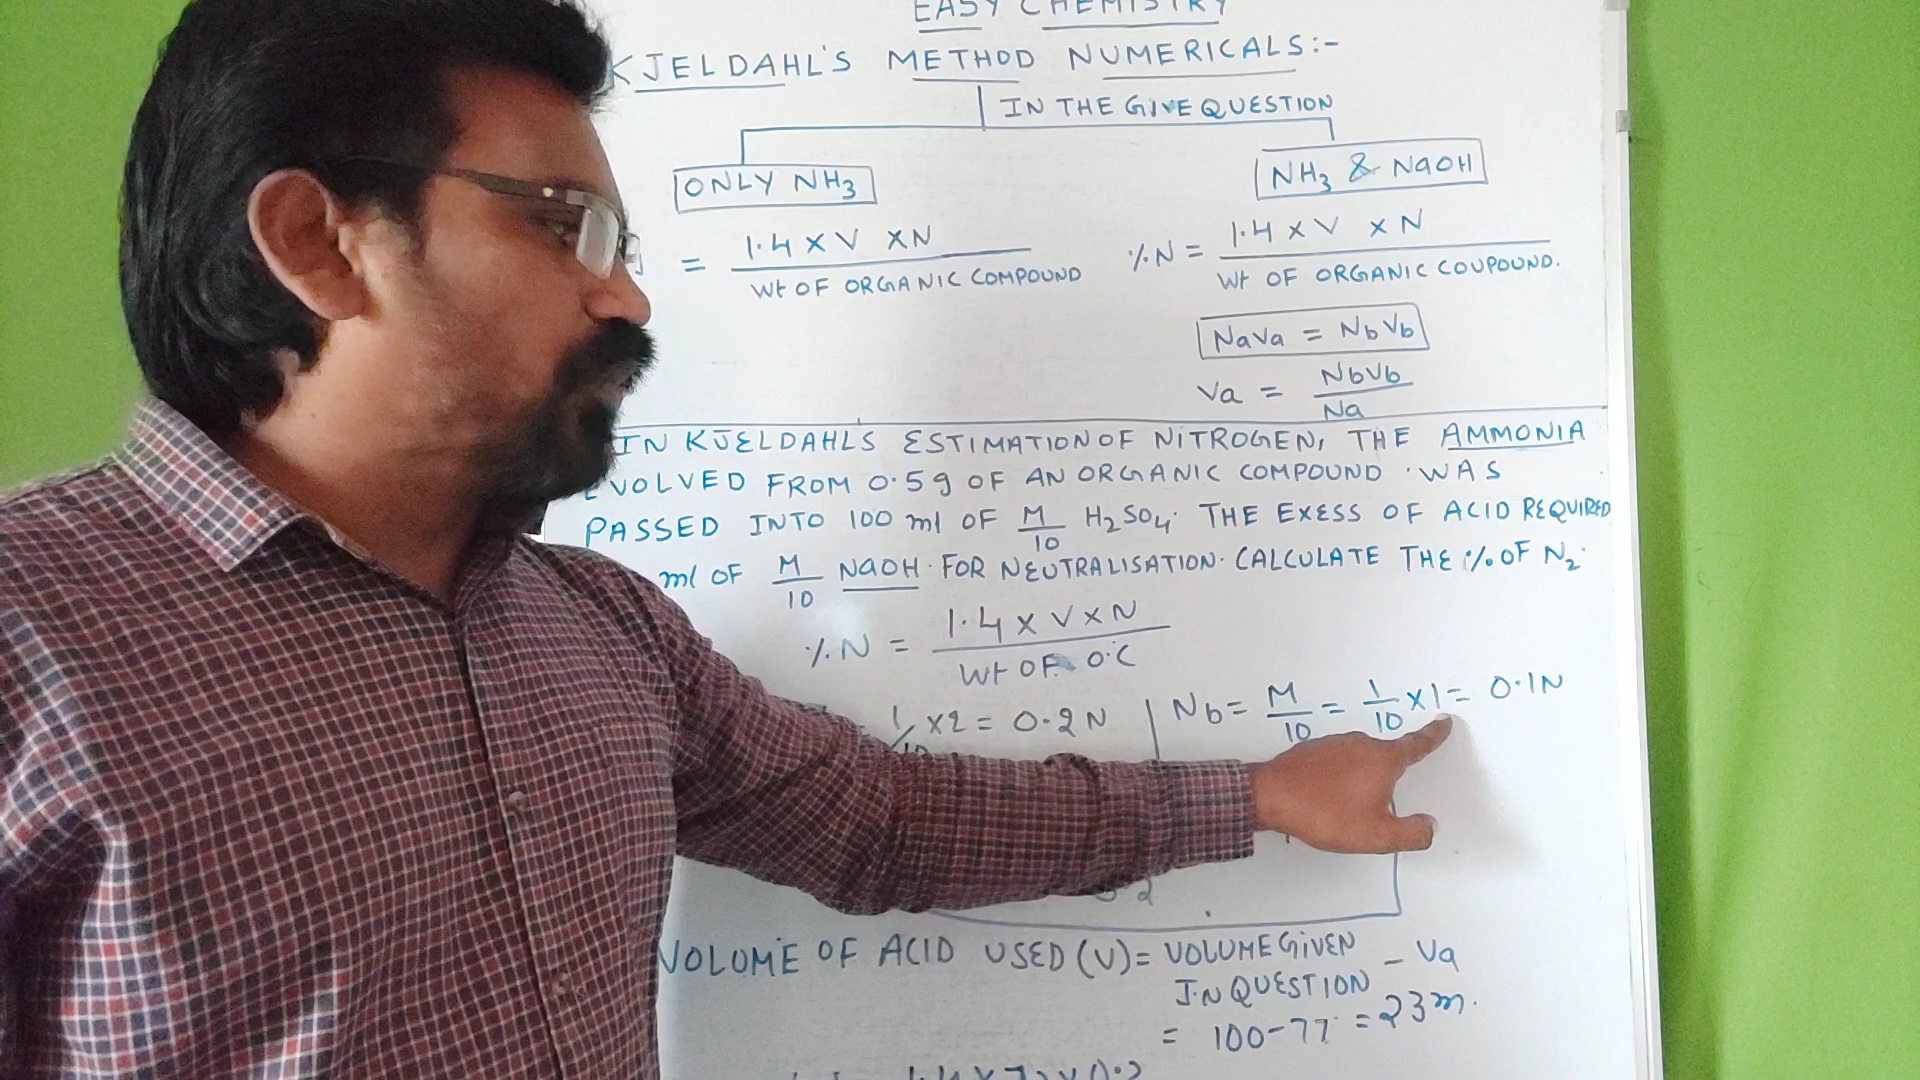 EASY CHEMISTRY
KJELDAHL'S METHOD NUMERICALS:-
IN THE GIVE QUESTION
ONLY NH3
NH3 & NaOH
= 1.4 X V X N
Wt OF ORGANIC COMPOUND
%N = 1.4 X V X N
Wt OF ORGANIC COUPOUND.
NaVa = NbVb
Va = NbVb
Na
IN KJELDAHLS ESTIMATION OF NITROGEN, THE AMMONIA
EVOLVED FROM 0.5g OF AN ORGANIC COMPOUND WAS
PASSED INTO 100 ml OF M/10 H2SO4. THE EXESS OF ACID REQUIRED
ml OF M/10 NaOH FOR NEUTRALISATION. CALCULATE THE % OF N2.
%N = 1.4 X V X N
Wt OF O.C
1/10 X2 = 0.2N
Nb = M/10 = 1/10 X1 = 0.1N
VOLUME OF ACID USED (V) = VOLUME GIVEN IN QUESTION - Va
= 100-77 = 23m.